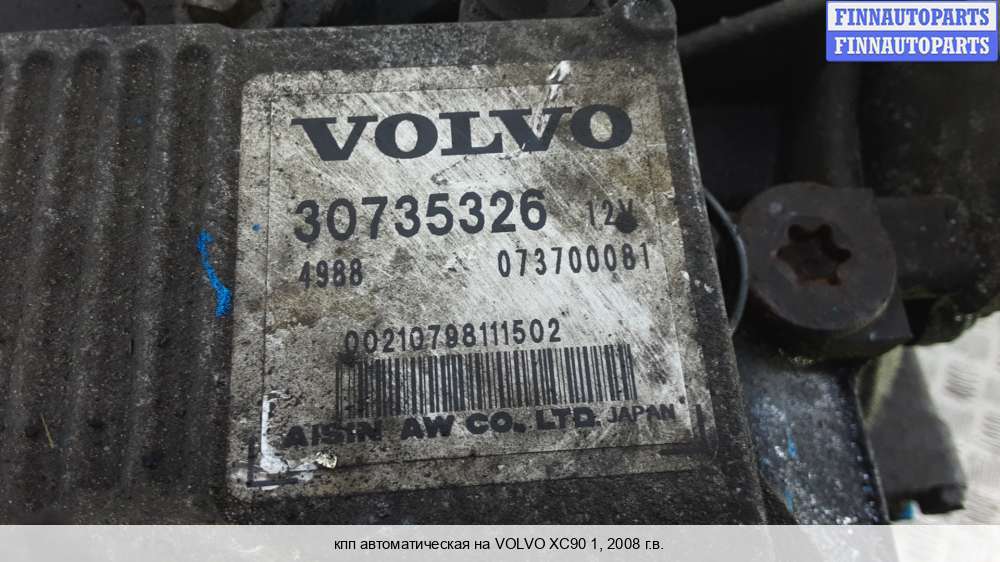 FINNAUTOPARTS
FINNAUTOPARTS
VOLVO
30735326 12V
4988 073700081
00210798111502
AISIN AW CO., LTD. JAPAN
кпп автоматическая на VOLVO XC90 1, 2008 г.в.